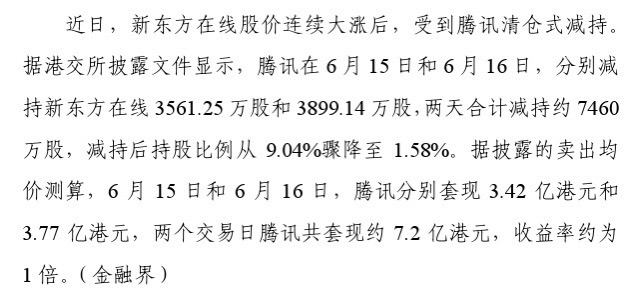 近日，新东方在线股价连续大涨后，受到腾讯清仓式减持。
据港交所披露文件显示，腾讯在 6 月 15 日和 6 月 16 日，分别减
持新东方在线 3561.25 万股和 3899.14 万股，两天合计减持约 7460
万股，减持后持股比例从 9.04%骤降至 1.58%。据披露的卖出均
价测算，6 月 15 日和 6 月 16 日，腾讯分别套现 3.42 亿港元和
3.77 亿港元，两个交易日腾讯共套现约 7.2 亿港元，收益率约为
1 倍。（金融界）